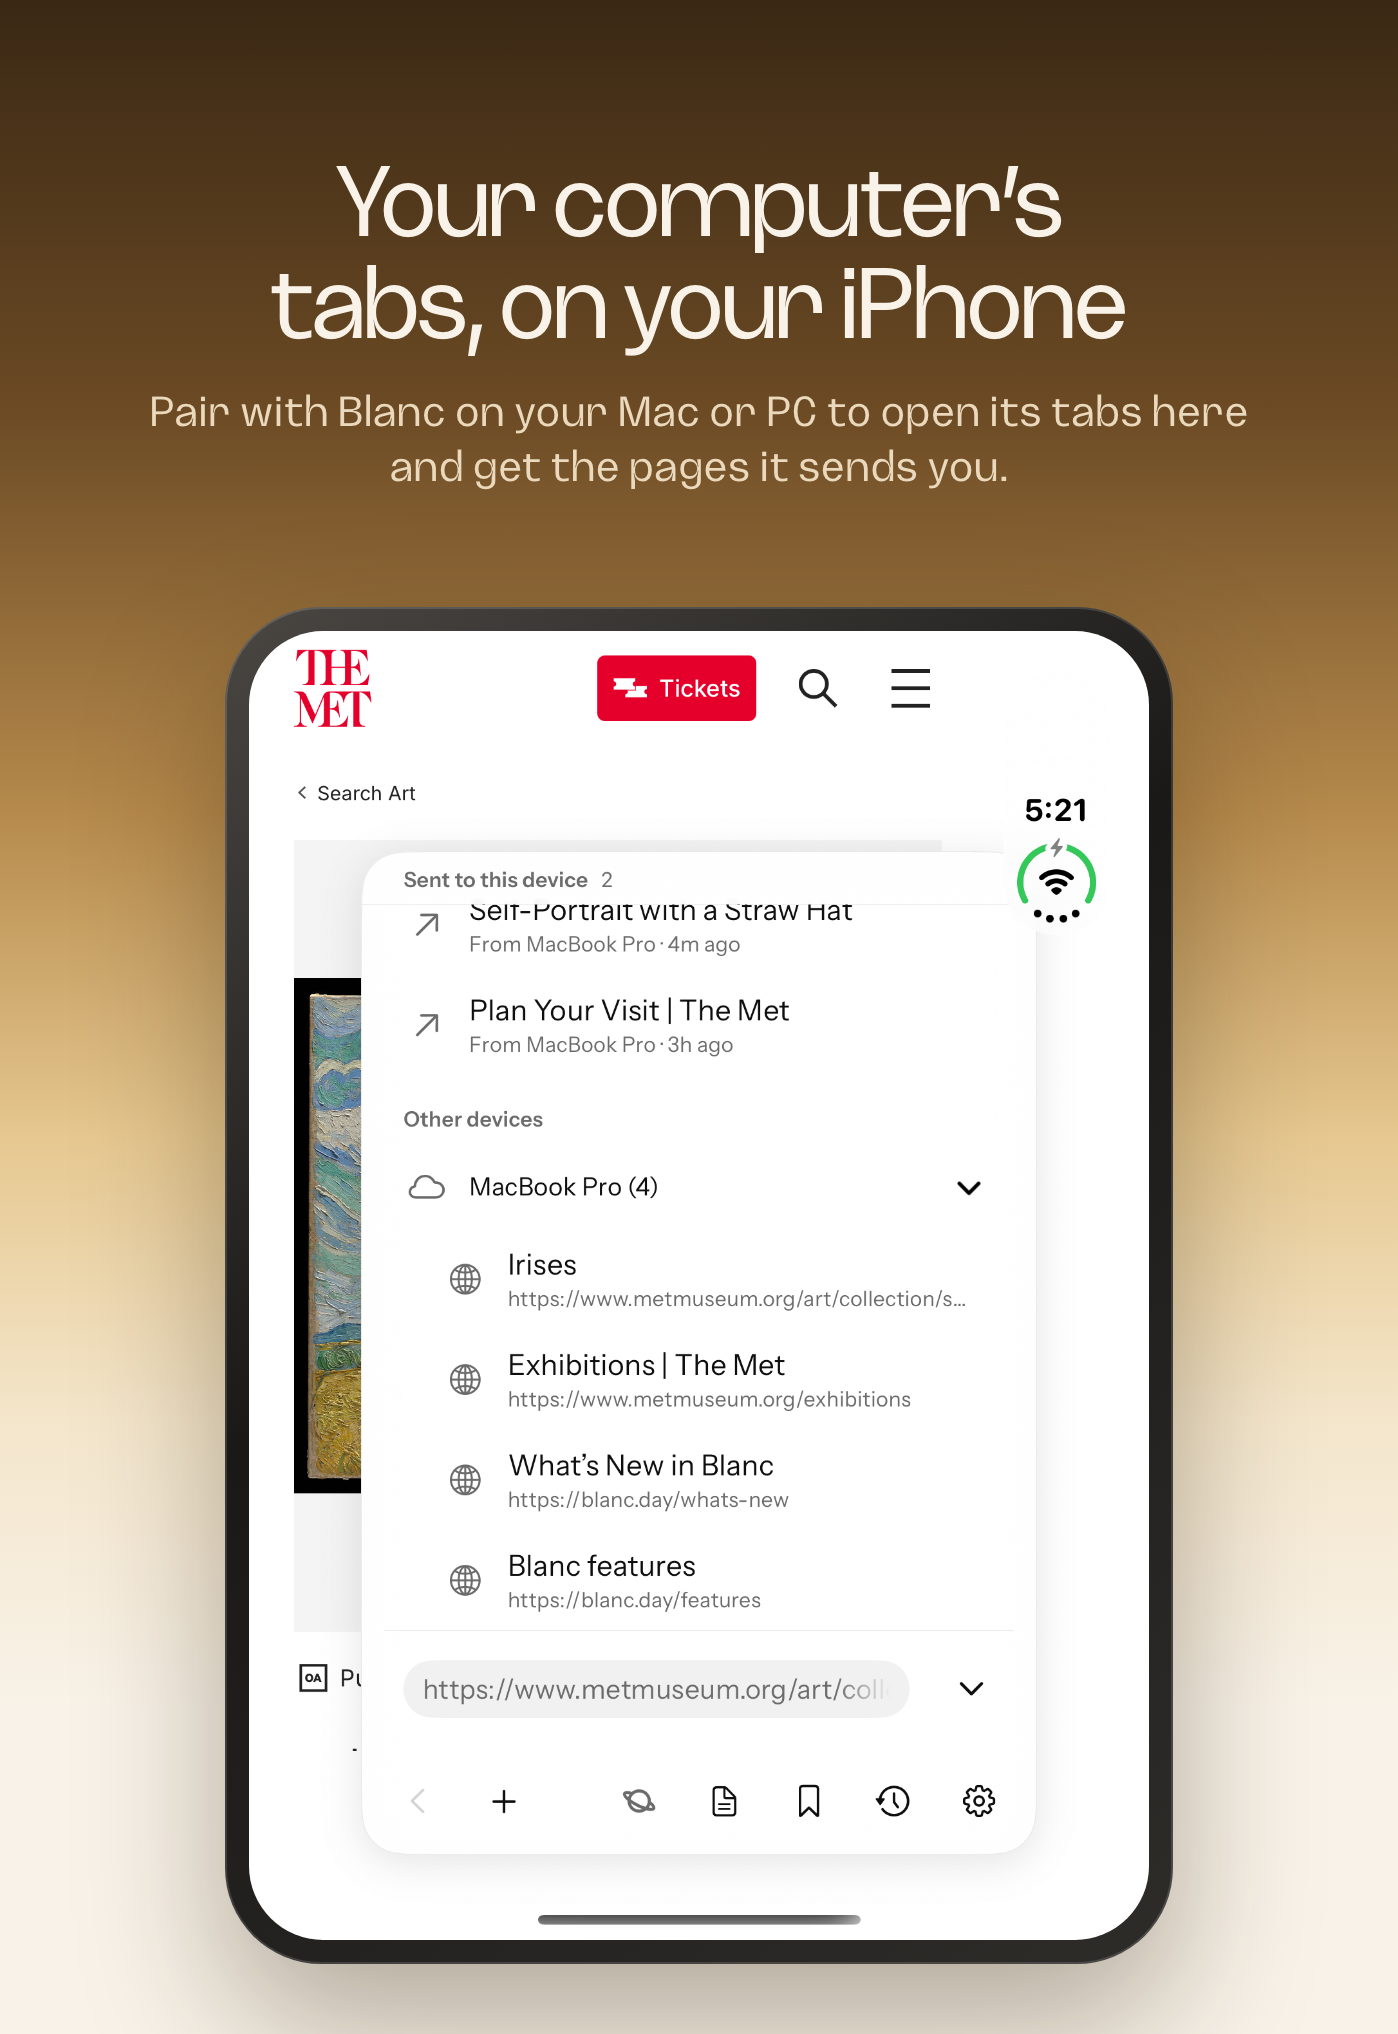 Your computer’s
tabs, on your iPhone
Pair with Blanc on your Mac or PC to open its tabs here
and get the pages it sends you.
THE
MET
Tickets
Search Art
5:21
Sent to this device 2
Self-Portrait with a Straw Hat
From MacBook Pro · 4m ago
Plan Your Visit | The Met
From MacBook Pro · 3h ago
Other devices
MacBook Pro (4)
Irises
https://www.metmuseum.org/art/collection/s...
Exhibitions | The Met
https://www.metmuseum.org/exhibitions
What’s New in Blanc
https://blanc.day/whats-new
Blanc features
https://blanc.day/features
OA
https://www.metmuseum.org/art/coll